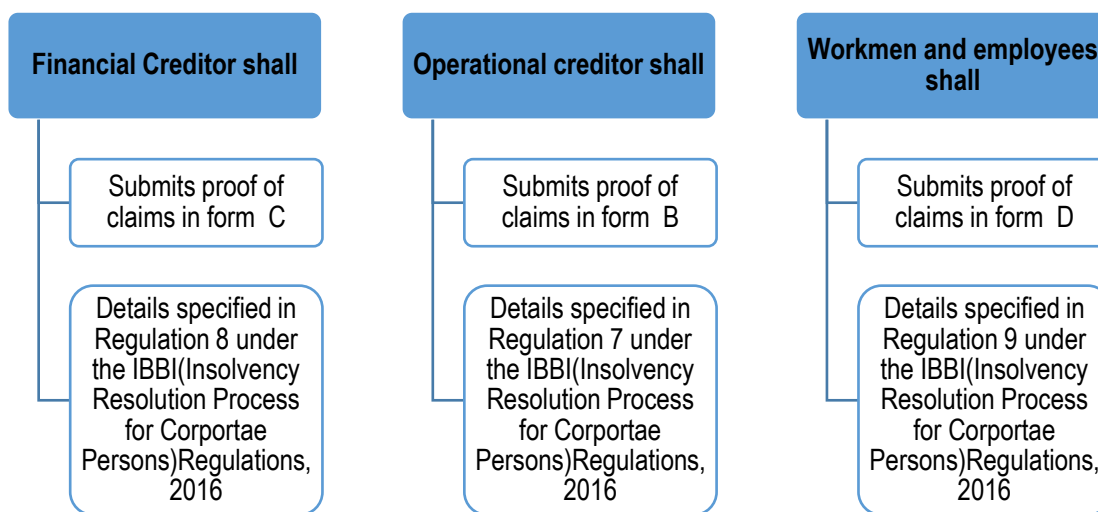 Financial Creditor shall
Submits proof of
claims in form C
Details specified in
Regulation 8 under
the IBBI(Insolvency
Resolution Process
for Corportae
Persons)Regulations,
2016
Operational creditor shall
Submits proof of
claims in form B
Details specified in
Regulation 7 under
the IBBI(Insolvency
Resolution Process
for Corportae
Persons)Regulations,
2016
Workmen and employees
shall
Submits proof of
claims in form D
Details specified in
Regulation 9 under
the IBBI(Insolvency
Resolution Process
for Corportae
Persons)Regulations,
2016